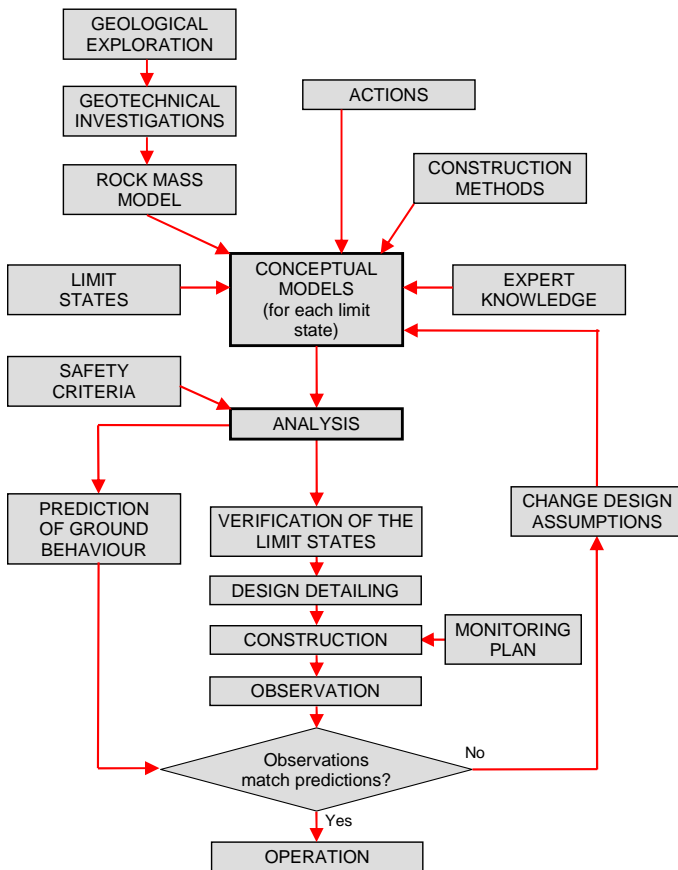 GEOLOGICAL
EXPLORATION
GEOTECHNICAL
INVESTIGATIONS
ACTIONS
ROCK MASS
MODEL
CONSTRUCTION
METHODS
LIMIT
STATES
CONCEPTUAL
MODELS
(for each limit
state)
EXPERT
KNOWLEDGE
SAFETY
CRITERIA
ANALYSIS
PREDICTION
OF GROUND
BEHAVIOUR
VERIFICATION OF THE
LIMIT STATES
CHANGE DESIGN
ASSUMPTIONS
DESIGN DETAILING
CONSTRUCTION
MONITORING
PLAN
OBSERVATION
Observations
match predictions?
No
Yes
OPERATION